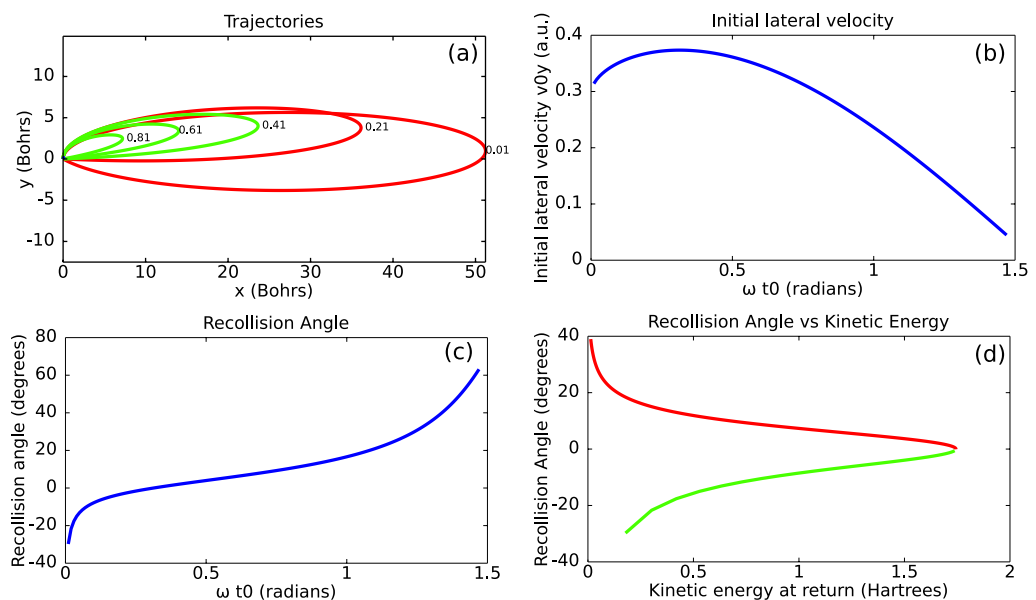 Trajectories
(a)
15
10
5
0
-5
-10
y (Bohrs)
0.81
0.61
0.41
0.21
0.01
0 10 20 30 40 50
x (Bohrs)
Initial lateral velocity
(b)
0.4
0.3
0.2
0.1
0
Initial lateral velocity v0y (a.u.)
0 0.5 1 1.5
ω t0 (radians)
Recollision Angle
(c)
80
60
40
20
0
-20
-40
Recollision angle (degrees)
0 0.5 1 1.5
ω t0 (radians)
Recollision Angle vs Kinetic Energy
(d)
40
20
0
-20
-40
Recollision Angle (degrees)
0 0.5 1 1.5 2
Kinetic energy at return (Hartrees)